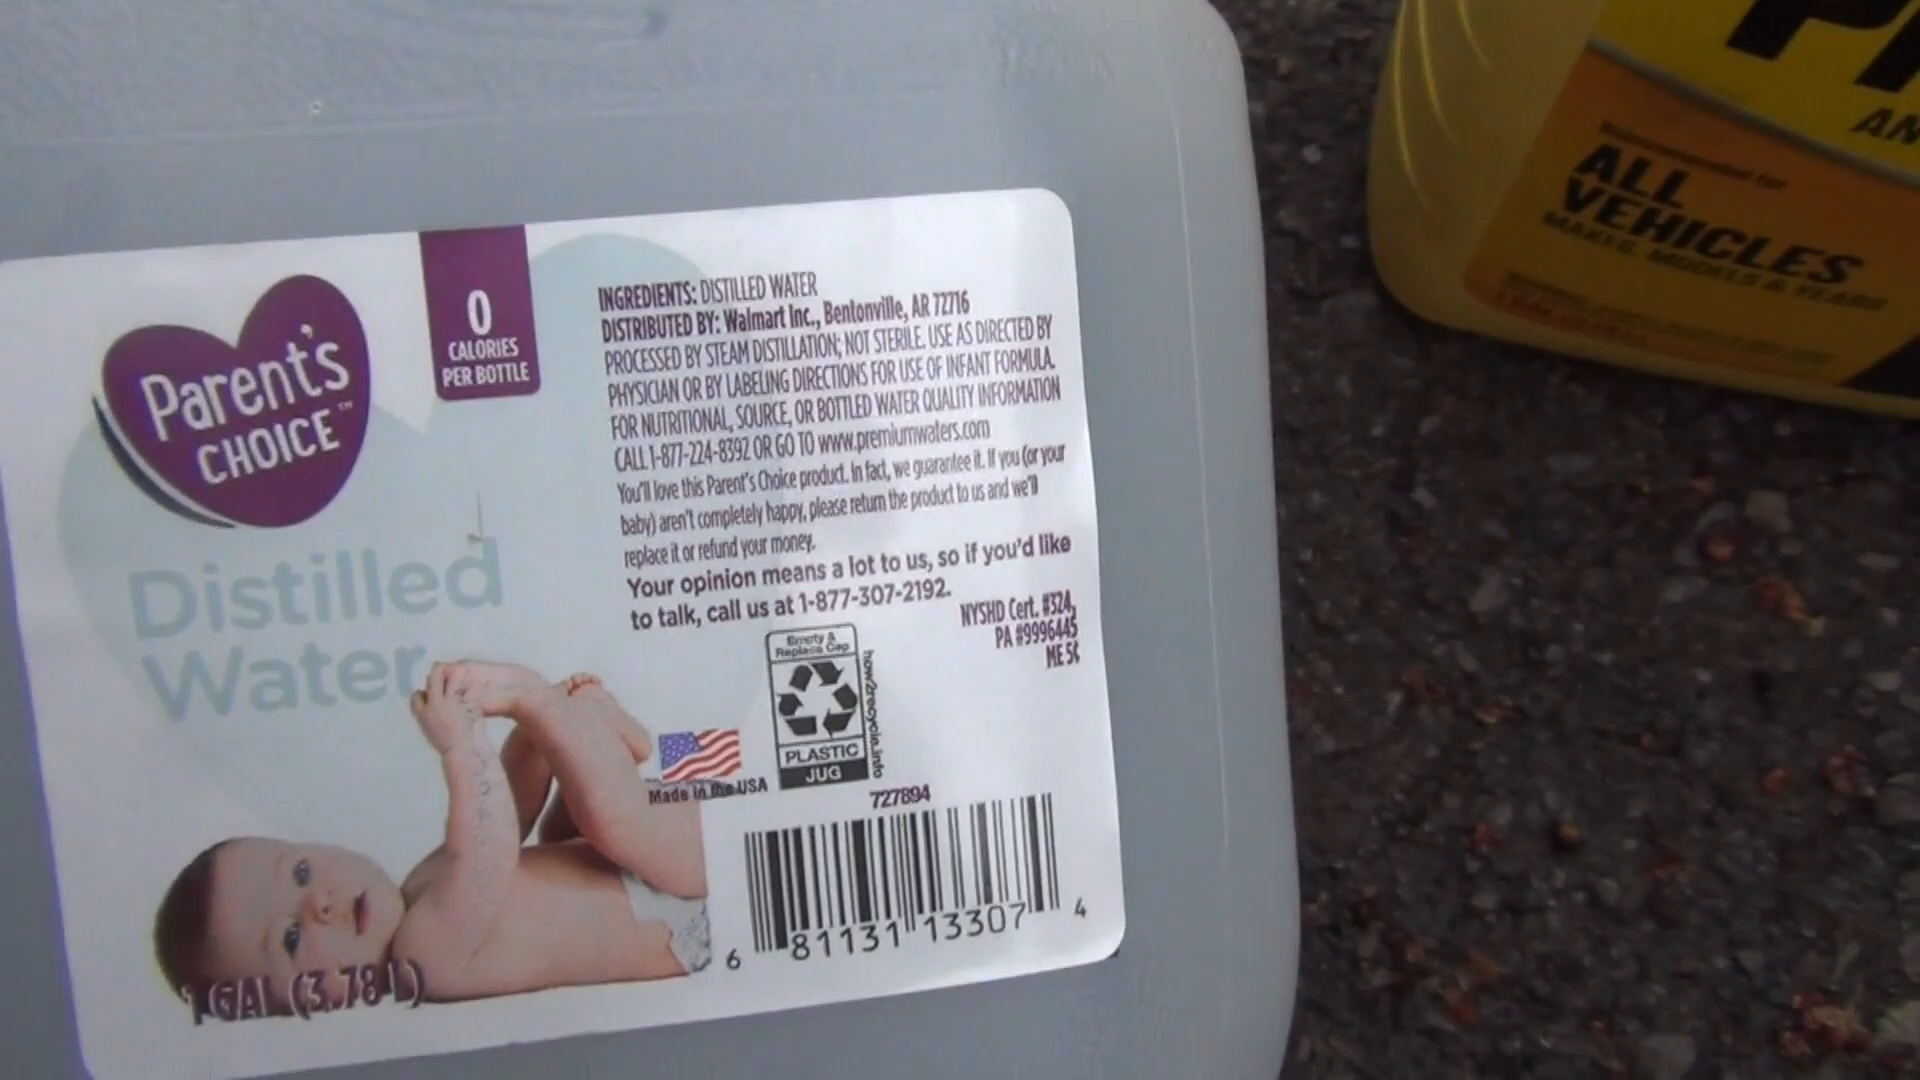 Parent's
CHOICE™
0
CALORIES
PER BOTTLE
Distilled
Water
1 GAL (3.78 L)
INGREDIENTS: DISTILLED WATER
DISTRIBUTED BY: Walmart Inc., Bentonville, AR 72716
PROCESSED BY STEAM DISTILLATION; NOT STERILE. USE AS DIRECTED BY
PHYSICIAN OR BY LABELING DIRECTIONS FOR USE OF INFANT FORMULA.
FOR NUTRITIONAL, SOURCE, OR BOTTLED WATER QUALITY INFORMATION
CALL 1-877-224-8392 OR GO TO www.premiumwaters.com
You'll love this Parent's Choice product. In fact, we guarantee it. If you (or your
baby) aren't completely happy, please return the product to us and we'll
replace it or refund your money.
Your opinion means a lot to us, so if you'd like
to talk, call us at 1-877-307-2192.
NYSHD Cert. #324,
PA #9996445
ME 5¢
Empty &
Replace Cap
PLASTIC
JUG
how2recycle.info
Made in the USA
727894
6 81131 13307 4
AN
Recommended for
ALL
VEHICLES
MAKES, MODELS & YEARS